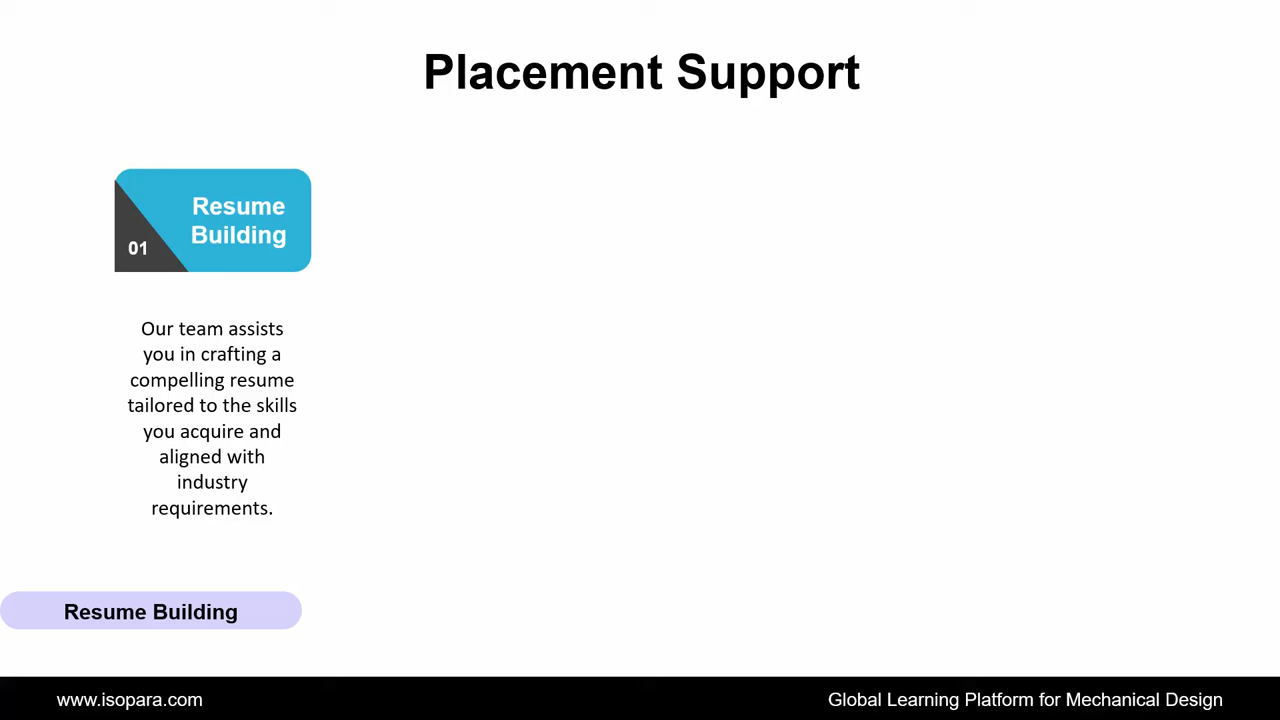 Placement Support
Resume
Building
01
Our team assists
you in crafting a
compelling resume
tailored to the skills
you acquire and
aligned with
industry
requirements.
Resume Building
www.isopara.com
Global Learning Platform for Mechanical Design